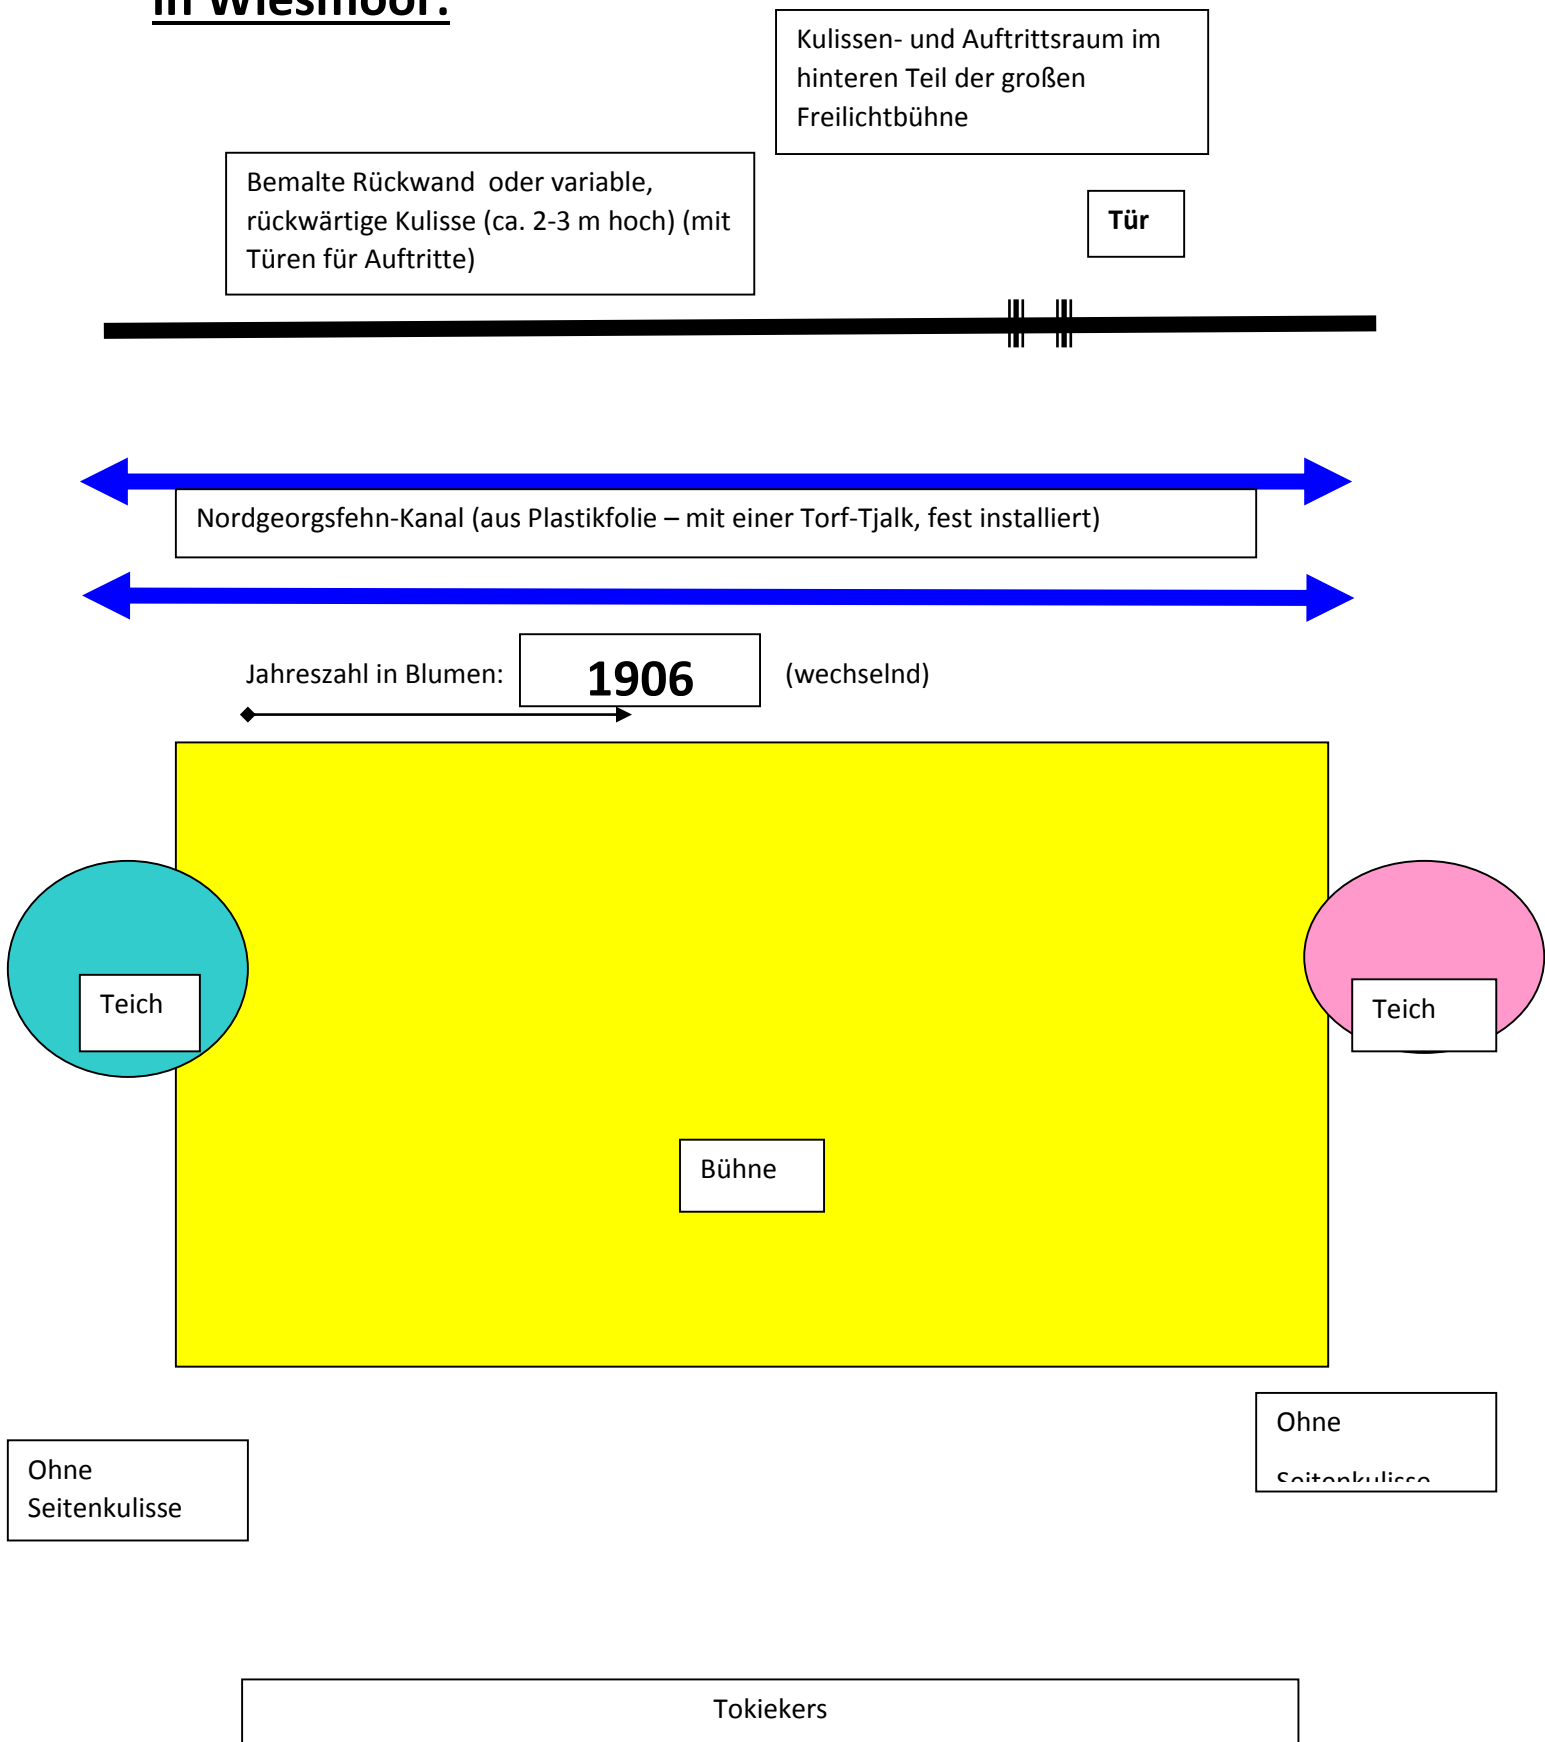 in Wiesmoor:
Kulissen- und Auftrittsraum im
hinteren Teil der großen
Freilichtbühne
Bemalte Rückwand oder variable,
rückwärtige Kulisse (ca. 2-3 m hoch) (mit
Türen für Auftritte)
Tür
Nordgeorgsfehn-Kanal (aus Plastikfolie – mit einer Torf-Tjalk, fest installiert)
Jahreszahl in Blumen: 1906 (wechselnd)
Teich
Teich
Bühne
Ohne
Seitenkulisse
Ohne
Seitenkulisse
Tokiekers